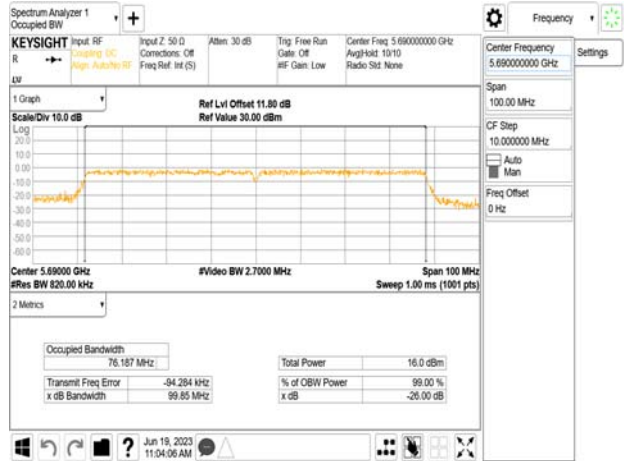 Spectrum Analyzer 1
Occupied BW
+
Frequency
KEYSIGHT
R
Input: RF
Coupling: DC
Align: Auto/No RF
Input Z: 50 Ω
Corrections: Off
Freq Ref: Int (S)
Atten: 30 dB
Trig: Free Run
Gate: Off
#IF Gain: Low
Center Freq: 5.690000000 GHz
Avg|Hold: 10/10
Radio Std: None
Center Frequency
5.690000000 GHz
Settings
Span
100.00 MHz
CF Step
10.000000 MHz
Auto
Man
Freq Offset
0 Hz
1 Graph
Scale/Div 10.0 dB
Ref Lvl Offset 11.80 dB
Ref Value 30.00 dBm
Log
20.0
10.0
0.00
-10.0
-20.0
-30.0
-40.0
-50.0
-60.0
Center 5.69000 GHz
#Res BW 820.00 kHz
#Video BW 2.7000 MHz
Span 100 MHz
Sweep 1.00 ms (1001 pts)
2 Metrics
Occupied Bandwidth
76.187 MHz
Total Power 16.0 dBm
Transmit Freq Error -94.284 kHz
% of OBW Power 99.00 %
x dB Bandwidth 99.85 MHz
x dB -26.00 dB
?
Jun 19, 2023
11:04:06 AM